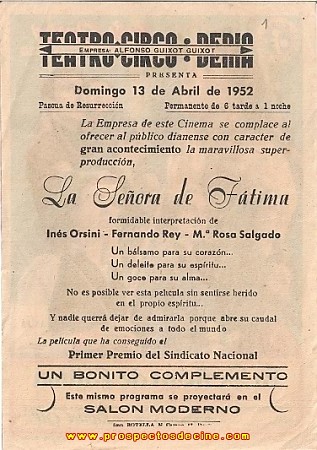 1
TEATRO-CIRCO • DENIA
EMPRESA- ALFONSO GUIXOT GUIXOT
PRESENTA
Domingo 13 de Abril de 1952
Pascua de Resurrección Permanente de 6 tarde a 1 noche
La Empresa de este Cinema se complace al
ofrecer al público dianense con caracter de
gran acontecimiento la maravillosa super-
producción,
La Señora de Fátima
formidable interpretación de
Inés Orsini - Fernando Rey - M.ª Rosa Salgado
Un bálsamo para su corazón...
Un deleite para su espíritu...
Un goce para su alma...
No es posible ver esta película sin sentirse herido
en el propio espíritu...
Y nadie querrá dejar de admirarla porque abre su caudal
de emociones a todo el mundo
La película que ha conseguido el
Primer Premio del Sindicato Nacional
UN BONITO COMPLEMENTO
Este mismo programa se proyectará en el
SALON MODERNO
Imp. BOTELLA
www.prospectosdecine.com